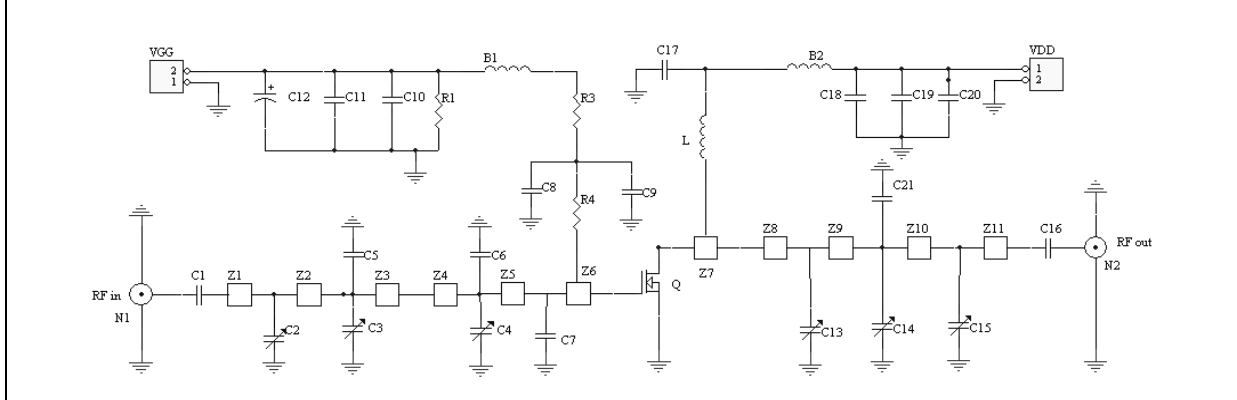 C17
B2
VDD
VGG
B1
2
1
1
2
C12
C11
C10
R1
R3
C18
C19
C20
L
C8
C9
R4
C21
Z7
Z8
Z9
Z10
Z11
C16
RF out
N2
C5
C6
C1
Z1
Z2
Z3
Z4
Z5
Z6
Q
RF in
N1
C2
C3
C4
C7
C13
C14
C15